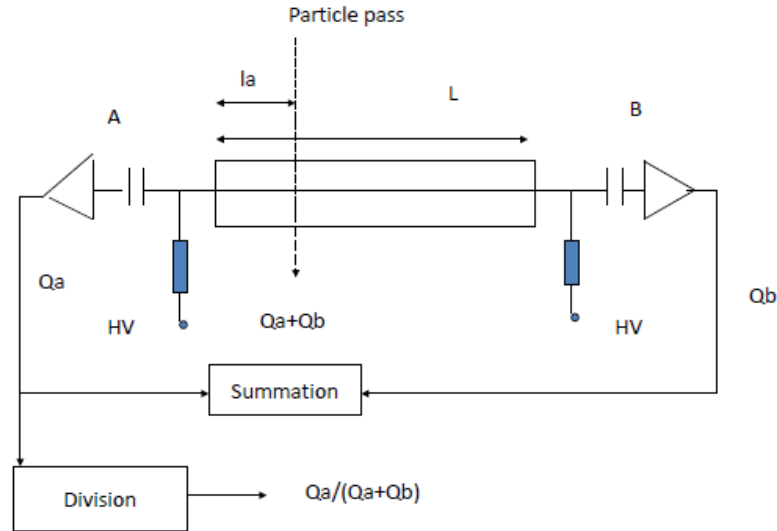 Particle pass
la
L
A
B
Qa
Qb
HV
Qa+Qb
HV
Summation
Division
Qa/(Qa+Qb)